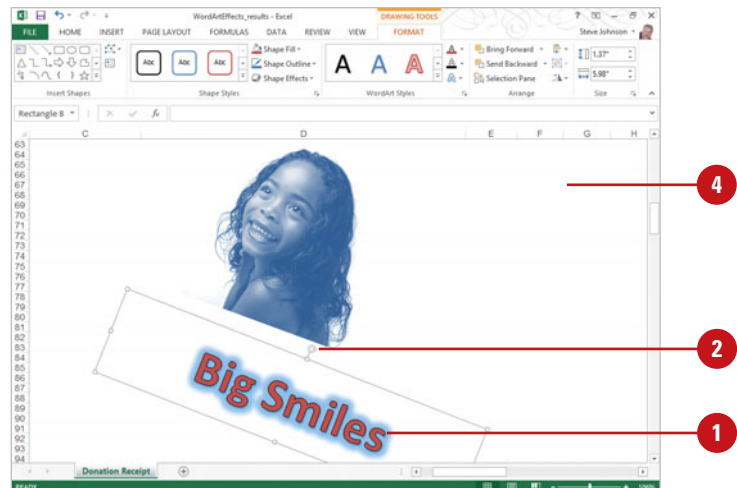 WordArtEffects_results - Excel
DRAWING TOOLS
FILE HOME INSERT PAGE LAYOUT FORMULAS DATA REVIEW VIEW FORMAT Steve Johnson
Abc Abc Abc
Shape Fill
Shape Outline
Shape Effects
A A A
Bring Forward
Send Backward
Selection Pane
1.37"
5.98"
Insert Shapes Shape Styles WordArt Styles Arrange Size
Rectangle 8 fx
C D E F G H
63
64
65
66
67
68
69
70
71
72
73
74
75
76
77
78
79
80
81
82
83
84
85
86
87
88
89
90
91
92
93
94
4
2
Big Smiles
1
Donation Receipt
READY 100%